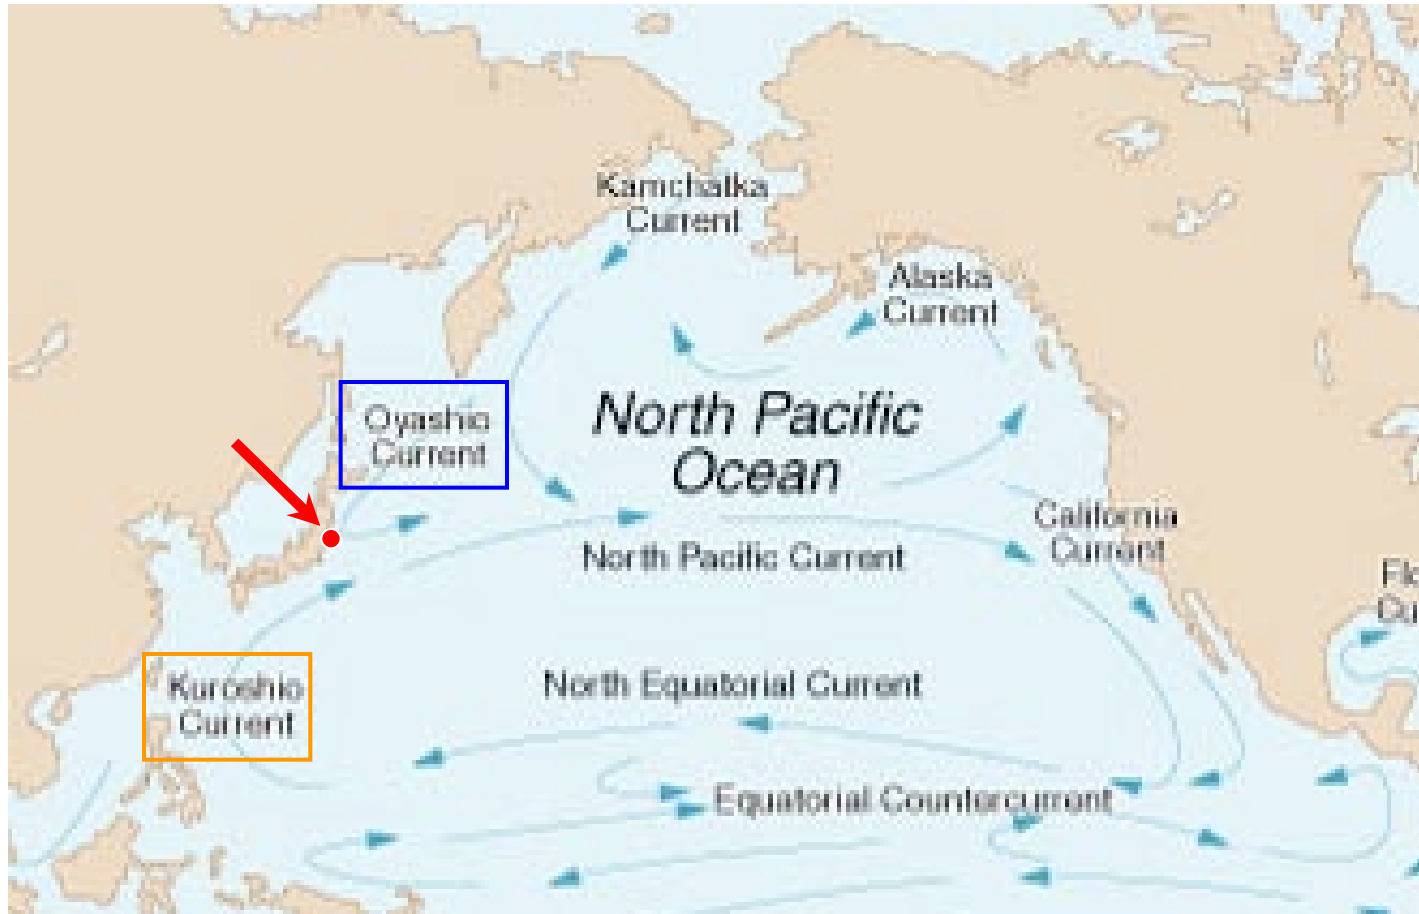 Kamchatka
Current
Alaska
Current
Oyashio
Current
North Pacific
Ocean
California
Current
North Pacific Current
Kuroshio
Current
North Equatorial Current
Equatorial Countercurrent